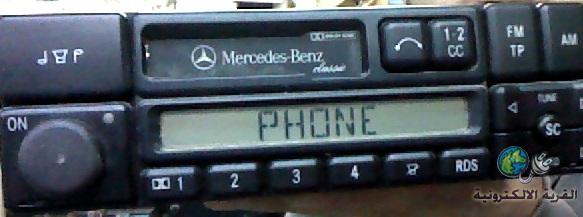 Mercedes-Benz
classic
1-2
CC
FM
TP
AM
ON
PHONE
TUNE
SC
1
2
3
4
RDS
القرية الالكترونية